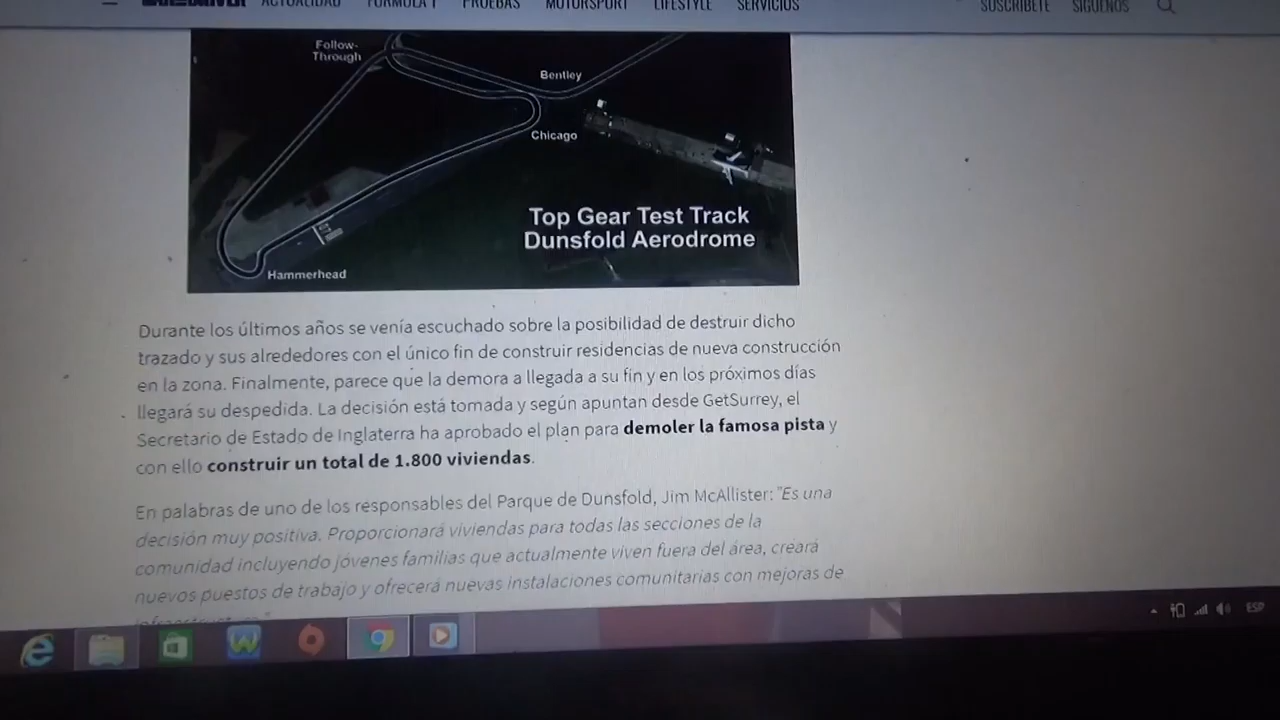 ACTUALIDAD FÓRMULA 1 PRUEBAS MOTORSPORT LIFESTYLE SERVICIOS SUSCRÍBETE SÍGUENOS
Follow-
Through
Bentley
Chicago
Top Gear Test Track
Dunsfold Aerodrome
Hammerhead
Durante los últimos años se venía escuchado sobre la posibilidad de destruir dicho
trazado y sus alrededores con el único fin de construir residencias de nueva construcción
en la zona. Finalmente, parece que la demora a llegada a su fin y en los próximos días
llegará su despedida. La decisión está tomada y según apuntan desde GetSurrey, el
Secretario de Estado de Inglaterra ha aprobado el plan para demoler la famosa pista y
con ello construir un total de 1.800 viviendas.
En palabras de uno de los responsables del Parque de Dunsfold, Jim McAllister: "Es una
decisión muy positiva. Proporcionará viviendas para todas las secciones de la
comunidad incluyendo jóvenes familias que actualmente viven fuera del área, creará
nuevos puestos de trabajo y ofrecerá nuevas instalaciones comunitarias con mejoras de
ESP